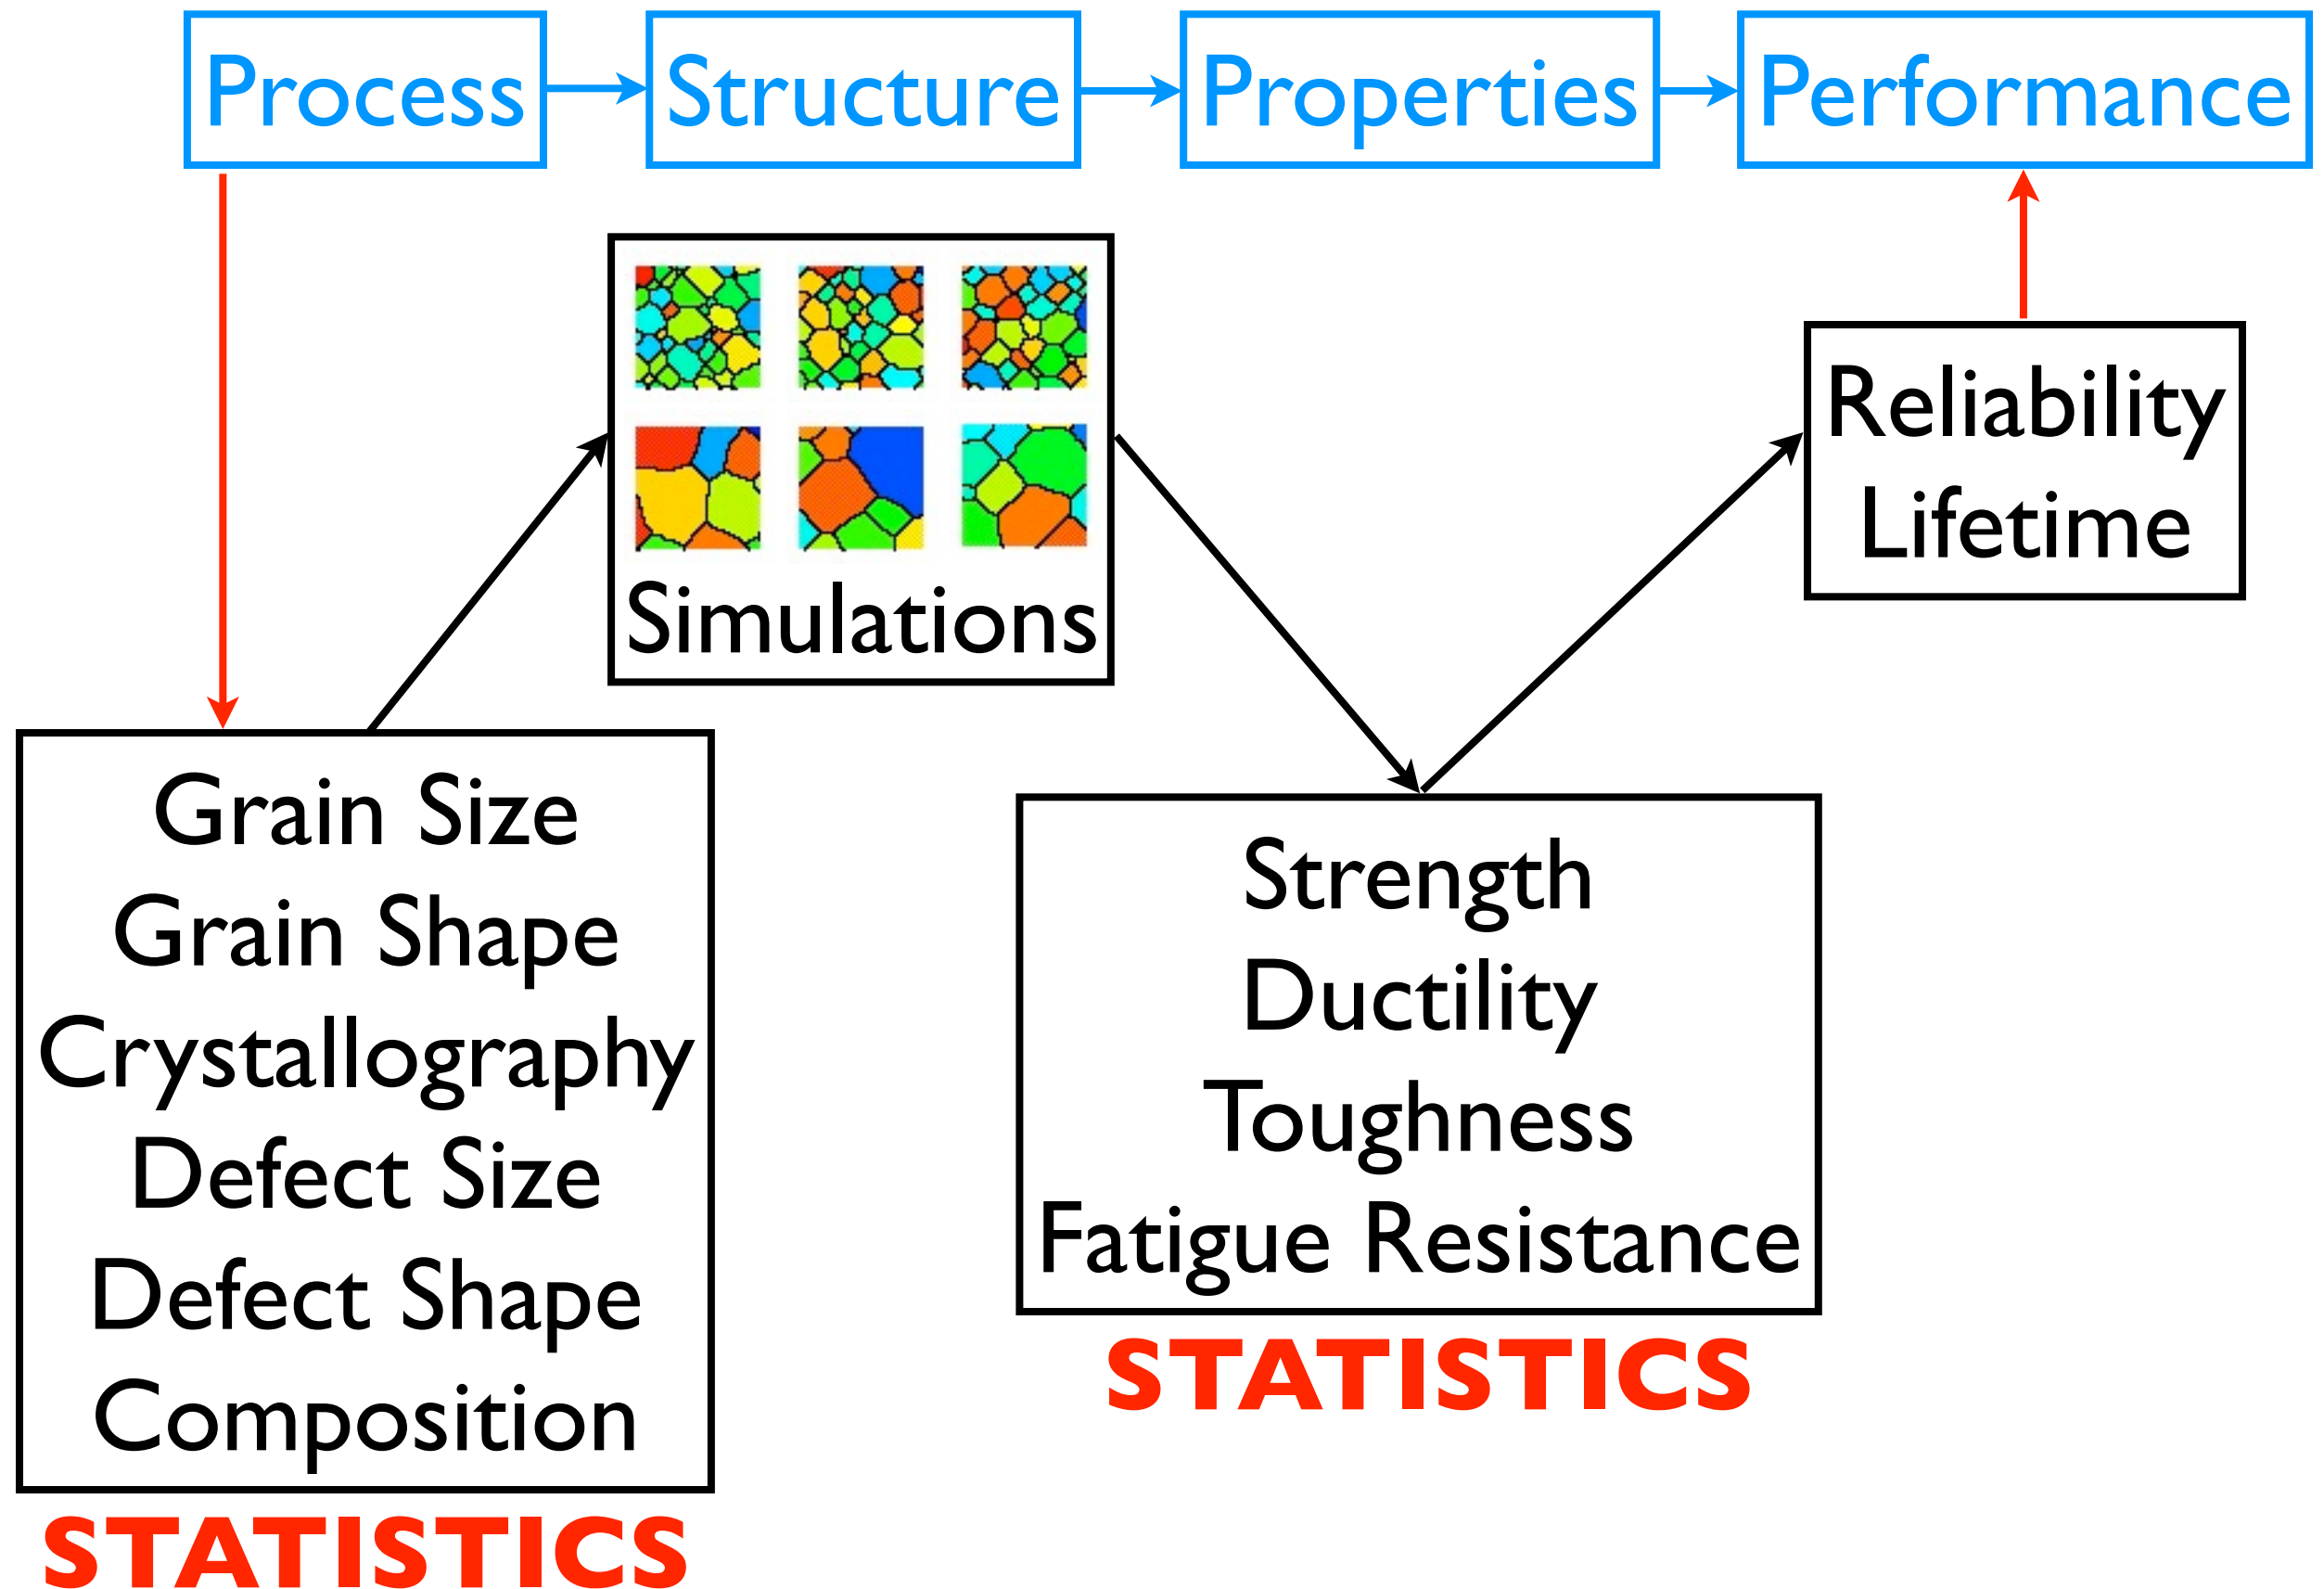 Process
Structure
Properties
Performance
Simulations
Reliability
Lifetime
Grain Size
Grain Shape
Crystallography
Defect Size
Defect Shape
Composition
STATISTICS
Strength
Ductility
Toughness
Fatigue Resistance
STATISTICS